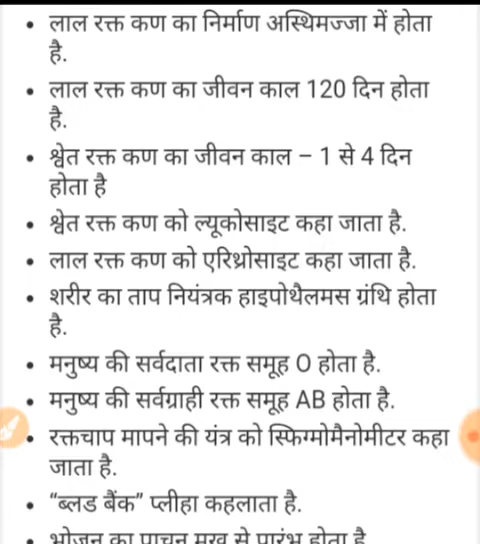 • लाल रक्त कण का निर्माण अस्थिमज्जा में होता
है.
• लाल रक्त कण का जीवन काल 120 दिन होता
है.
• श्वेत रक्त कण का जीवन काल – 1 से 4 दिन
होता है
• श्वेत रक्त कण को ल्यूकोसाइट कहा जाता है.
• लाल रक्त कण को एरिथ्रोसाइट कहा जाता है.
• शरीर का ताप नियंत्रक हाइपोथैलमस ग्रंथि होता
है.
• मनुष्य की सर्वदाता रक्त समूह O होता है.
• मनुष्य की सर्वग्राही रक्त समूह AB होता है.
• रक्तचाप मापने की यंत्र को स्फिग्मोमैनोमीटर कहा
जाता है.
• “ब्लड बैंक” प्लीहा कहलाता है.
• भोजन का पाचन मुख से प्रारंभ होता है